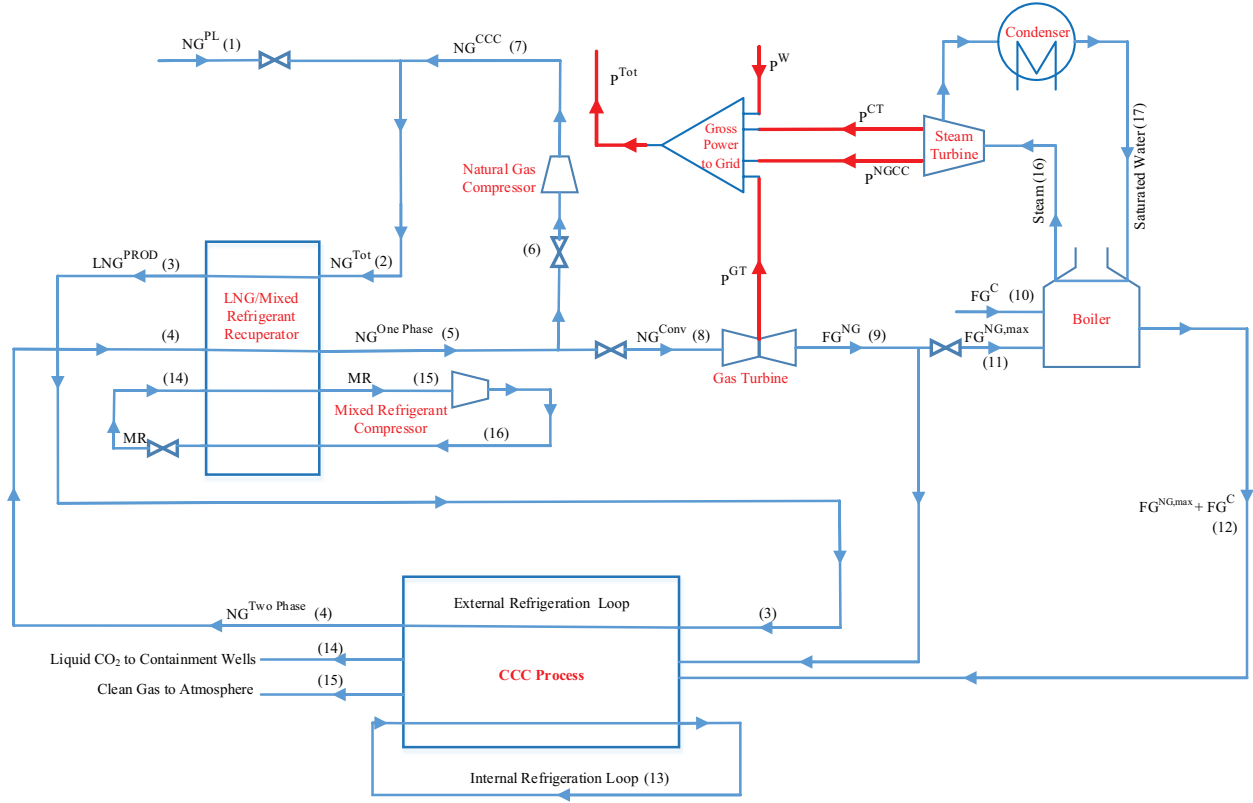 NG^PL (1)
NG^CCC (7)
P^Tot
P^W
Condenser
P^CT
Gross
Power
to Grid
Steam
Turbine
P^NGCC
Natural Gas
Compressor
Steam (16)
Saturated Water (17)
(6)
LNG^PROD (3)
NG^Tot (2)
P^GT
LNG/Mixed
Refrigerant
Recuperator
FG^C (10)
Boiler
(4)
NG^One Phase (5)
NG^Conv (8)
FG^NG (9)
FG^NG,max
(11)
Gas Turbine
(14)
MR (15)
Mixed Refrigerant
Compressor
MR
(16)
FG^NG,max + FG^C
(12)
External Refrigeration Loop
NG^Two Phase (4)
(3)
Liquid CO₂ to Containment Wells
(14)
CCC Process
Clean Gas to Atmosphere
(15)
Internal Refrigeration Loop (13)